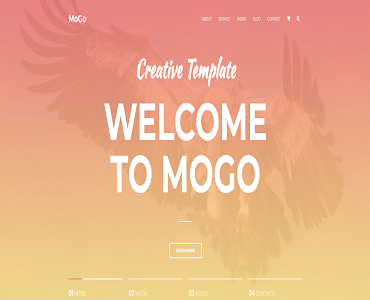 MoGo
ABOUT SERVICE WORK BLOG CONTACT
Creative Template
WELCOME
TO MOGO
LEARN MORE
01 INTRO 02 WORK 03 ABOUT 04 CONTACTS